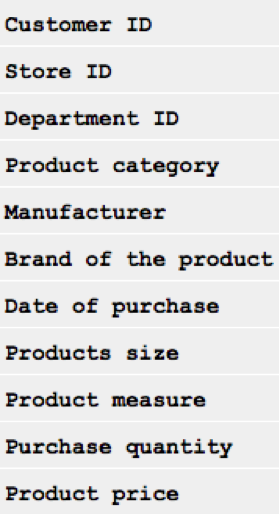 Customer ID
Store ID
Department ID
Product category
Manufacturer
Brand of the product
Date of purchase
Products size
Product measure
Purchase quantity
Product price